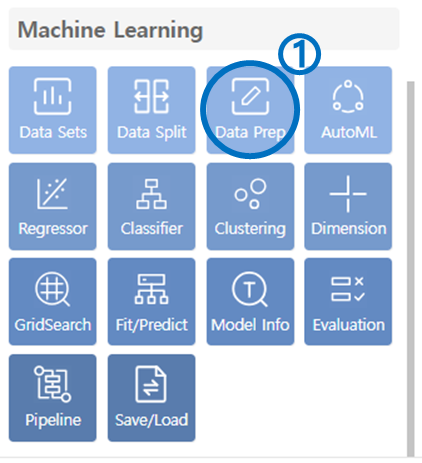 Machine Learning
1
Data Sets Data Split Data Prep AutoML
Regressor Classifier Clustering Dimension
GridSearch Fit/Predict Model Info Evaluation
Pipeline Save/Load